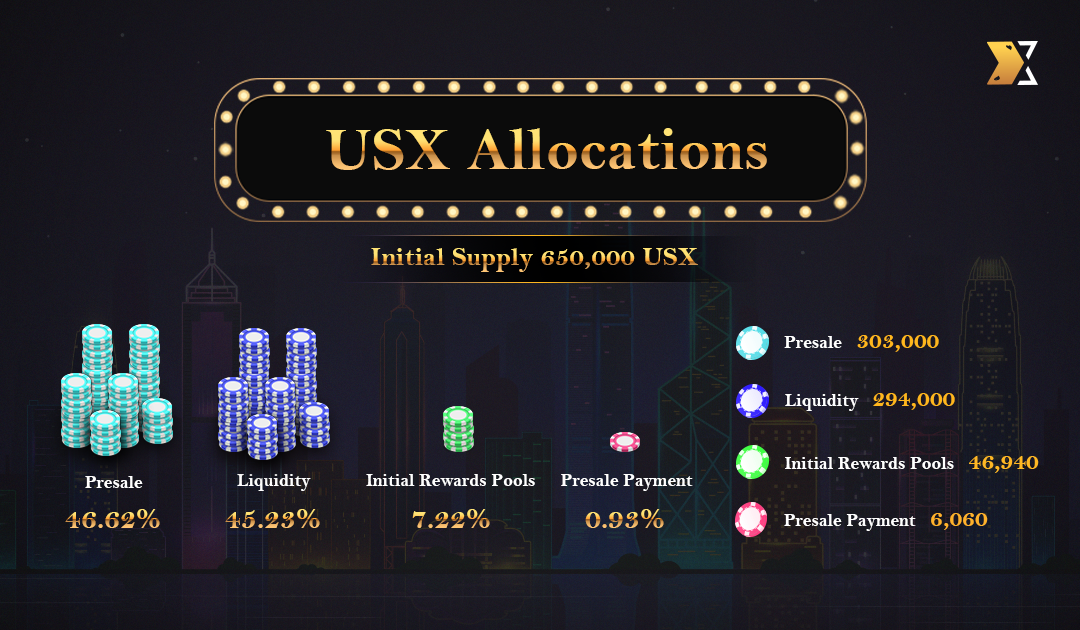 USX Allocations
Initial Supply 650,000 USX
Presale
46.62%
Liquidity
45.23%
Initial Rewards Pools
7.22%
Presale Payment
0.93%
Presale 303,000
Liquidity 294,000
Initial Rewards Pools 46,940
Presale Payment 6,060